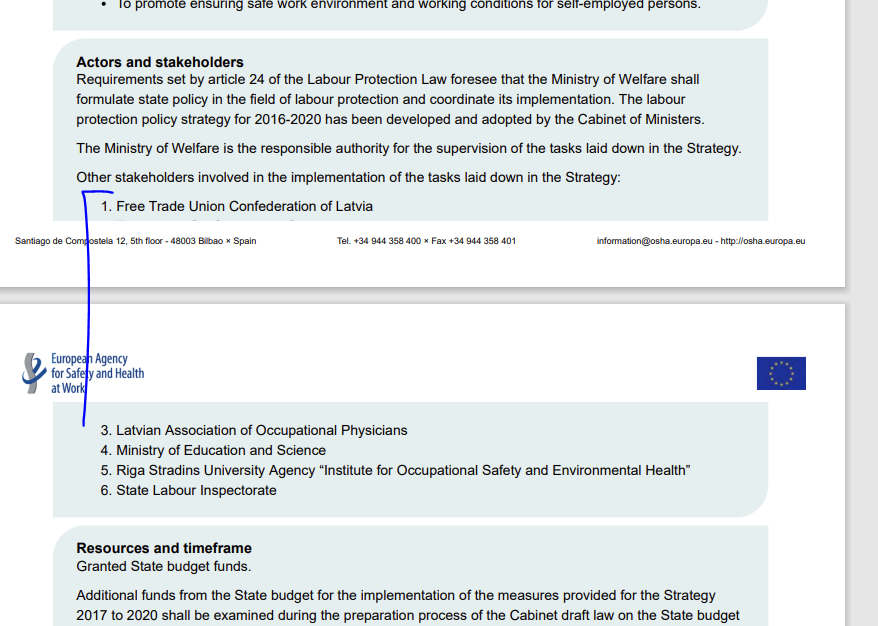 • To promote ensuring safe work environment and working conditions for self-employed persons.
Actors and stakeholders
Requirements set by article 24 of the Labour Protection Law foresee that the Ministry of Welfare shall
formulate state policy in the field of labour protection and coordinate its implementation. The labour
protection policy strategy for 2016-2020 has been developed and adopted by the Cabinet of Ministers.
The Ministry of Welfare is the responsible authority for the supervision of the tasks laid down in the Strategy.
Other stakeholders involved in the implementation of the tasks laid down in the Strategy:
1. Free Trade Union Confederation of Latvia
Santiago de Compostela 12, 5th floor - 48003 Bilbao × Spain Tel. +34 944 358 400 × Fax +34 944 358 401 information@osha.europa.eu - http://osha.europa.eu
European Agency
for Safety and Health
at Work
3. Latvian Association of Occupational Physicians
4. Ministry of Education and Science
5. Riga Stradins University Agency “Institute for Occupational Safety and Environmental Health”
6. State Labour Inspectorate
Resources and timeframe
Granted State budget funds.
Additional funds from the State budget for the implementation of the measures provided for the Strategy
2017 to 2020 shall be examined during the preparation process of the Cabinet draft law on the State budget